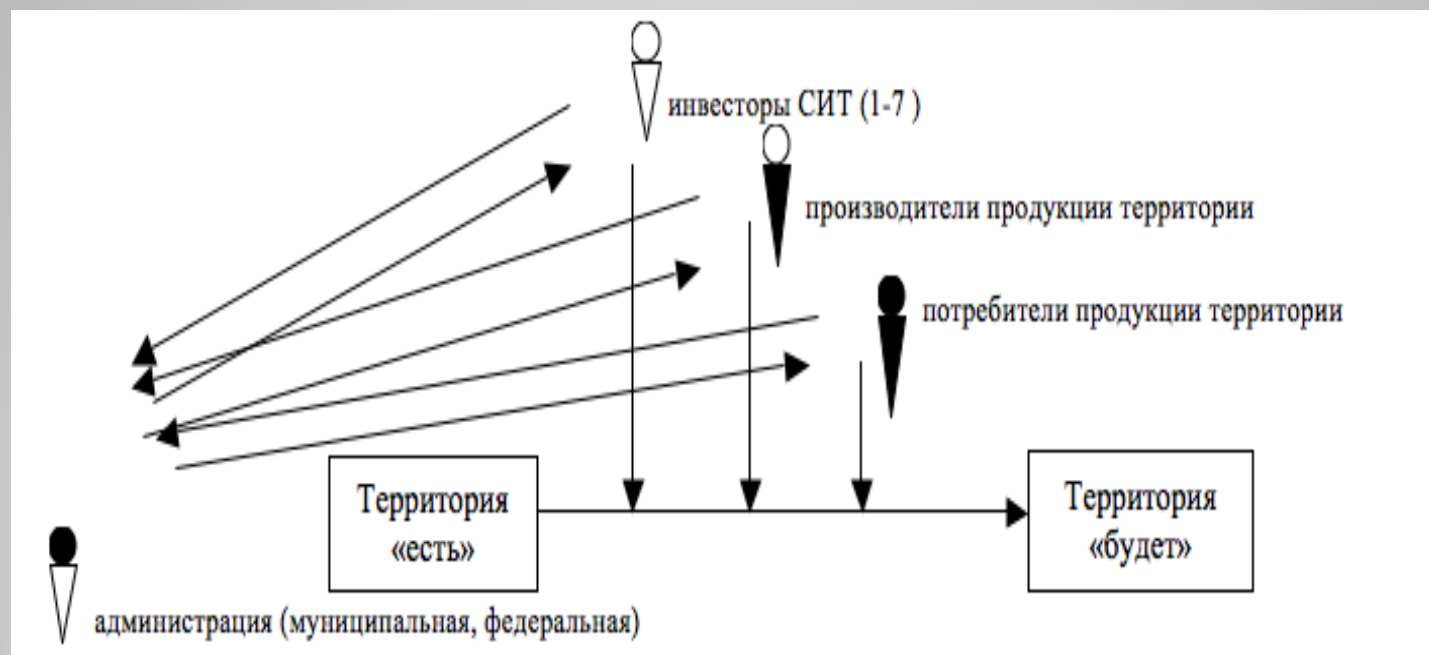 инвесторы СИТ (1-7 )
производители продукции территории
потребители продукции территории
Территория
«есть»
Территория
«будет»
администрация (муниципальная, федеральная)